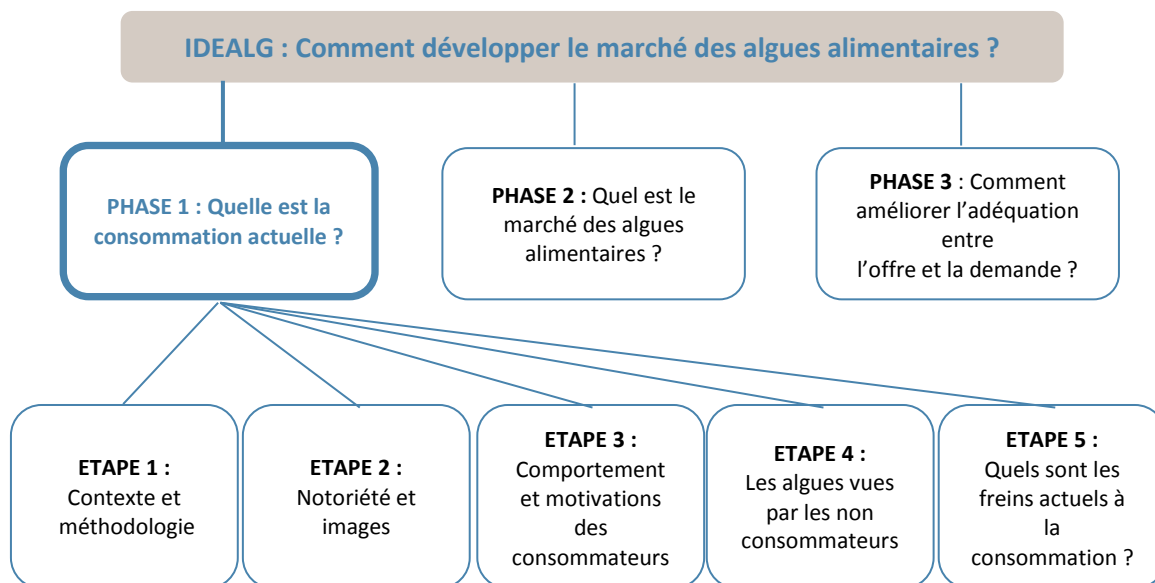 IDEALG : Comment développer le marché des algues alimentaires ?
PHASE 1 : Quelle est la
consommation actuelle ?
PHASE 2 : Quel est le
marché des algues
alimentaires ?
PHASE 3 : Comment
améliorer l’adéquation
entre
l’offre et la demande ?
ETAPE 1 :
Contexte et
méthodologie
ETAPE 2 :
Notoriété et
images
ETAPE 3 :
Comportement
et motivations
des
consommateurs
ETAPE 4 :
Les algues vues
par les non
consommateurs
ETAPE 5 :
Quels sont les
freins actuels à
la
consommation ?